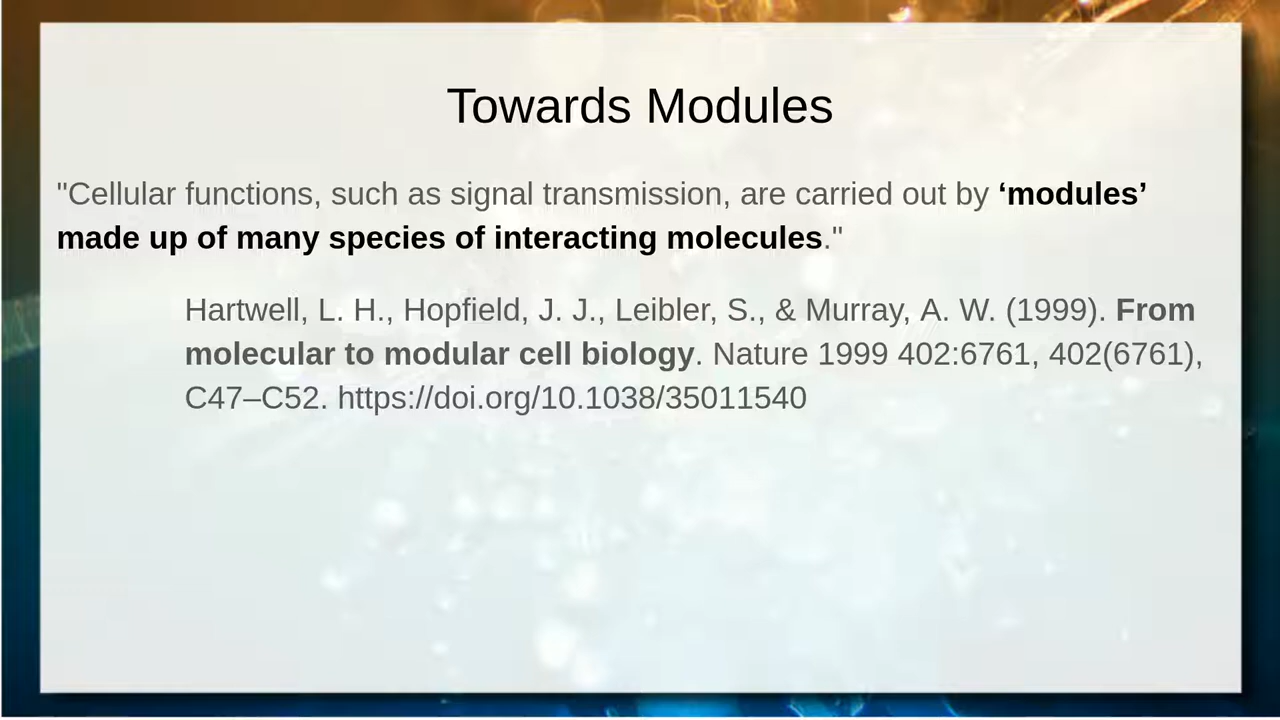 Towards Modules
"Cellular functions, such as signal transmission, are carried out by ‘modules’
made up of many species of interacting molecules."
Hartwell, L. H., Hopfield, J. J., Leibler, S., & Murray, A. W. (1999). From
molecular to modular cell biology. Nature 1999 402:6761, 402(6761),
C47–C52. https://doi.org/10.1038/35011540